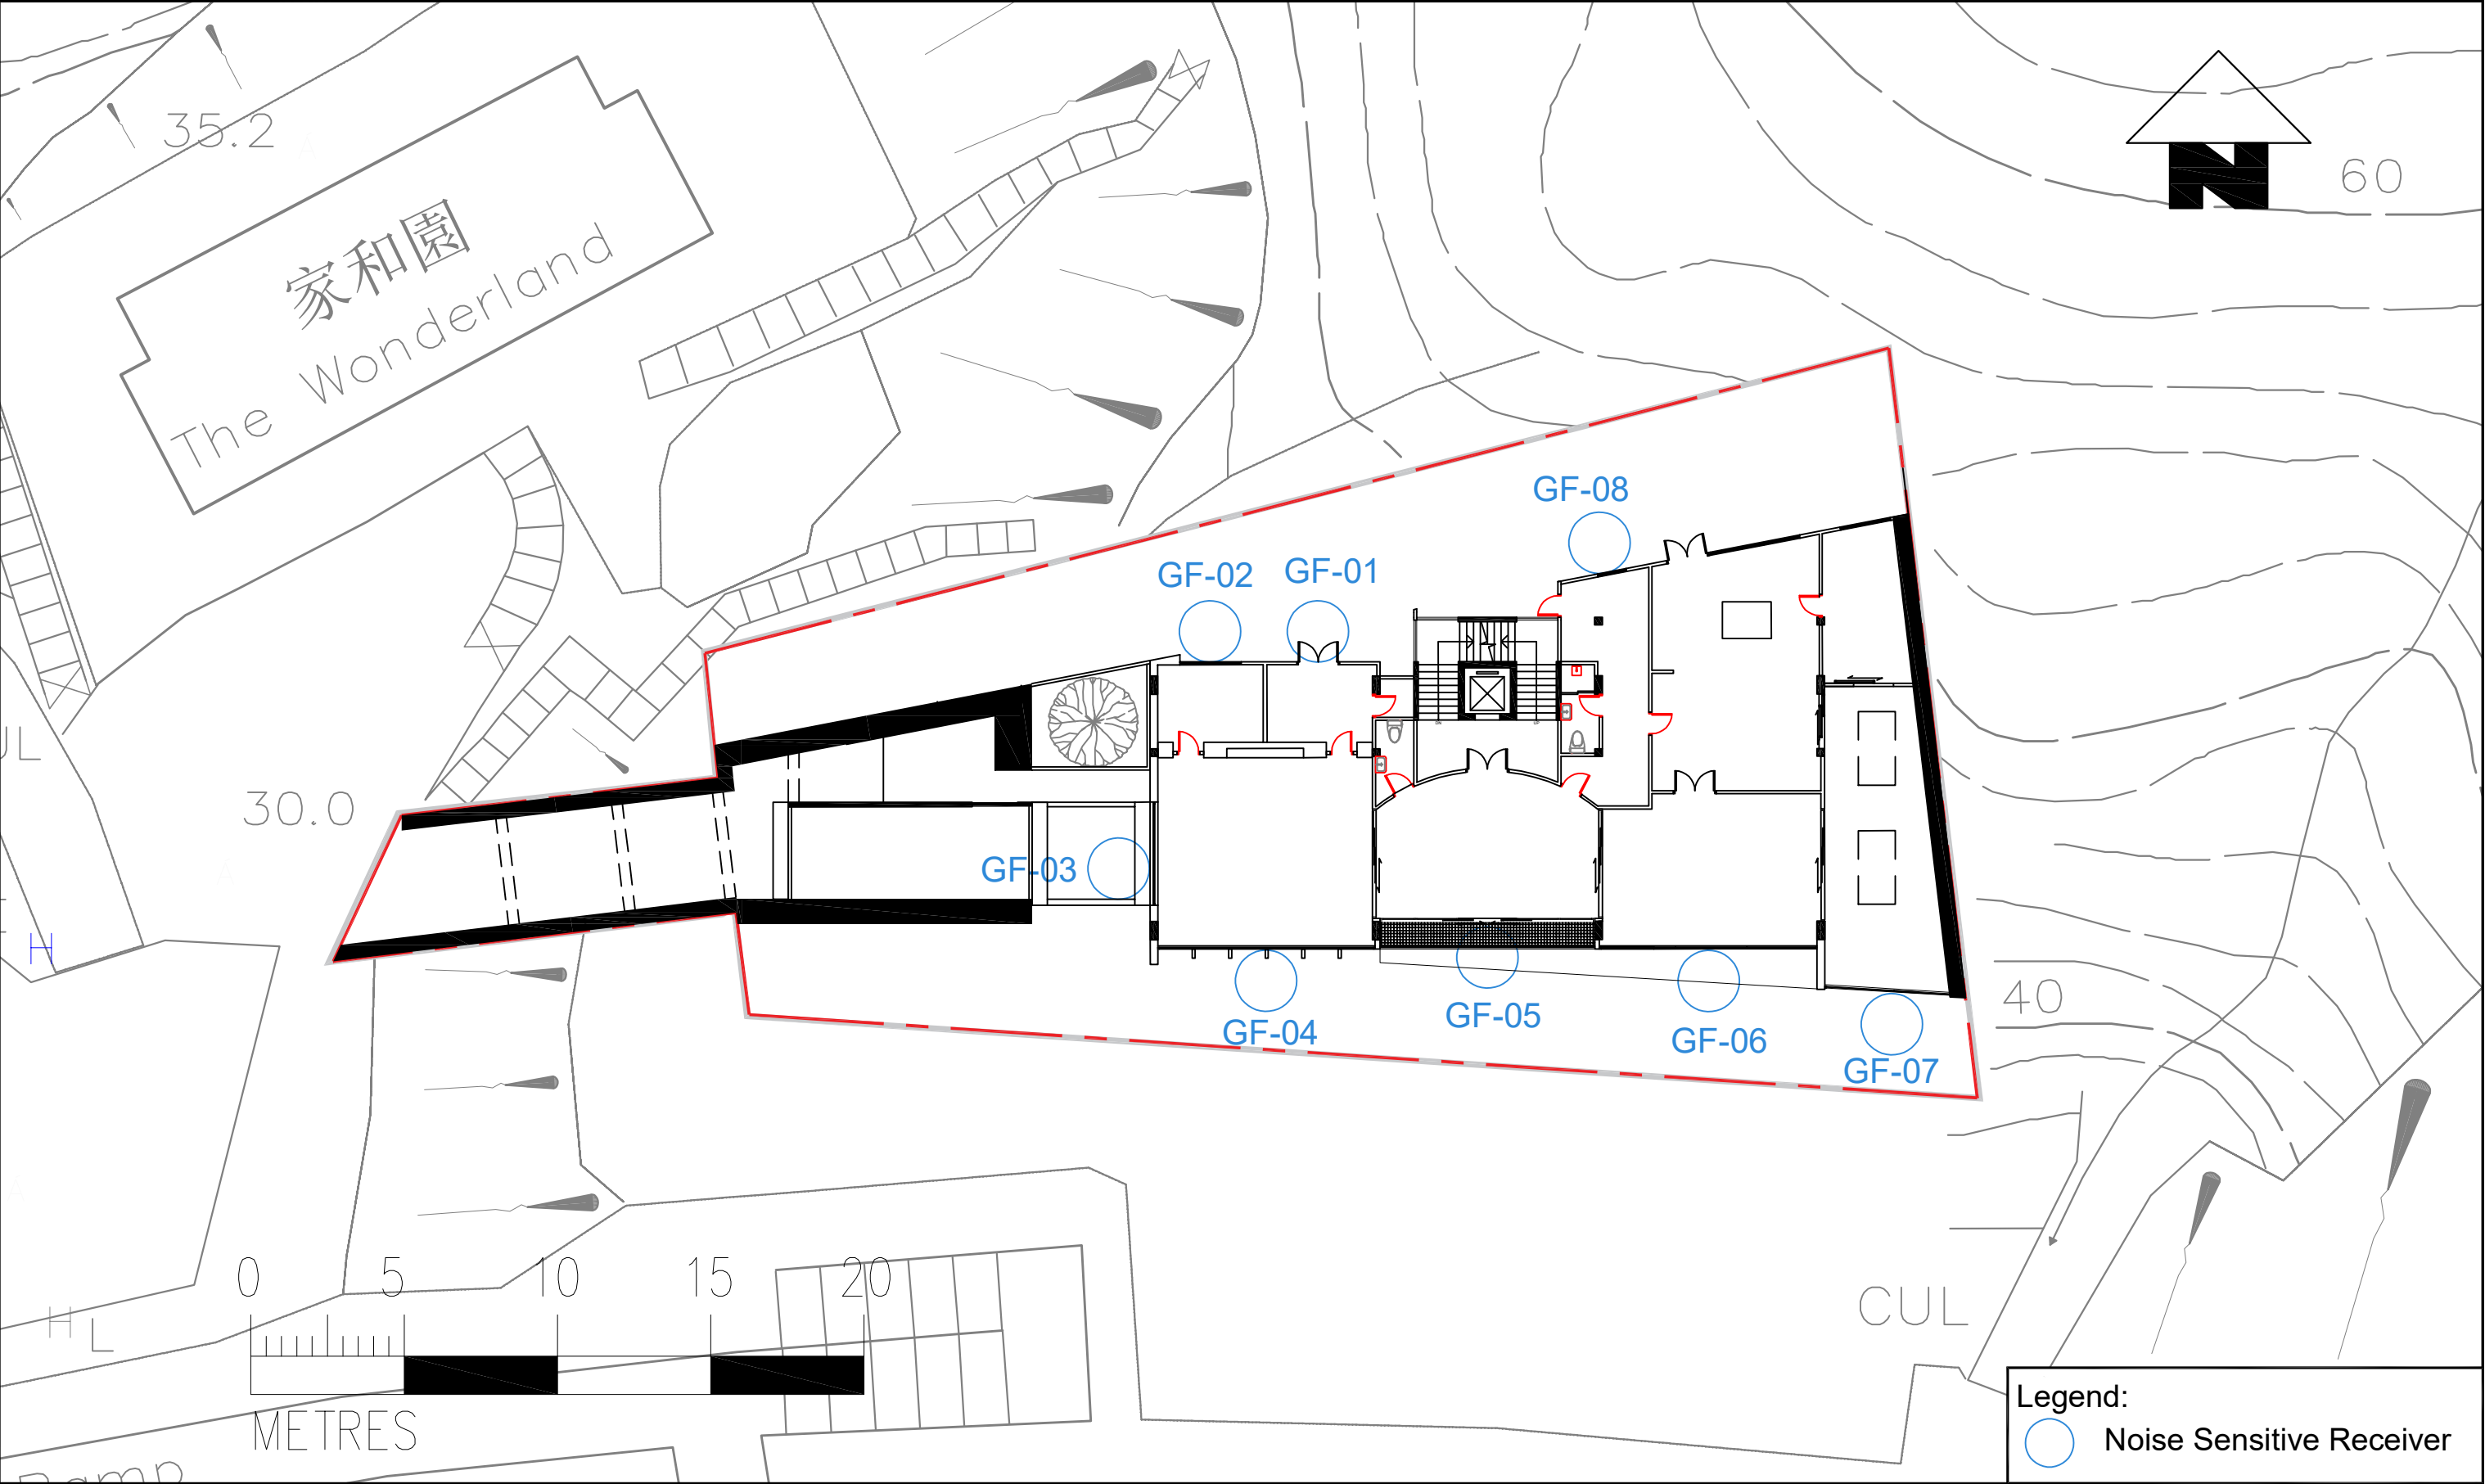 35.2
60
N
家和園
The Wonderland
GF-08
GF-02
GF-01
UL
30.0
GF-03
H
40
GF-04
GF-05
GF-06
GF-07
0 5 10 15 20
CUL
H
L
METRES
Legend:
Noise Sensitive Receiver
Ramp